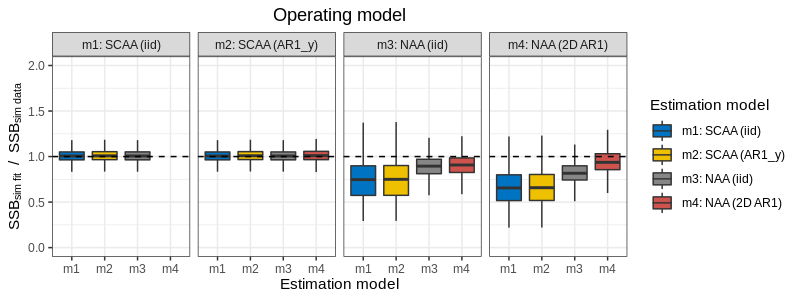 Operating model
m1: SCAA (iid) m2: SCAA (AR1_y) m3: NAA (iid) m4: NAA (2D AR1)
SSBsim fit / SSBsim data
2.0
1.5
1.0
0.5
0.0
m1 m2 m3 m4 m1 m2 m3 m4 m1 m2 m3 m4 m1 m2 m3 m4
Estimation model
Estimation model
m1: SCAA (iid)
m2: SCAA (AR1_y)
m3: NAA (iid)
m4: NAA (2D AR1)